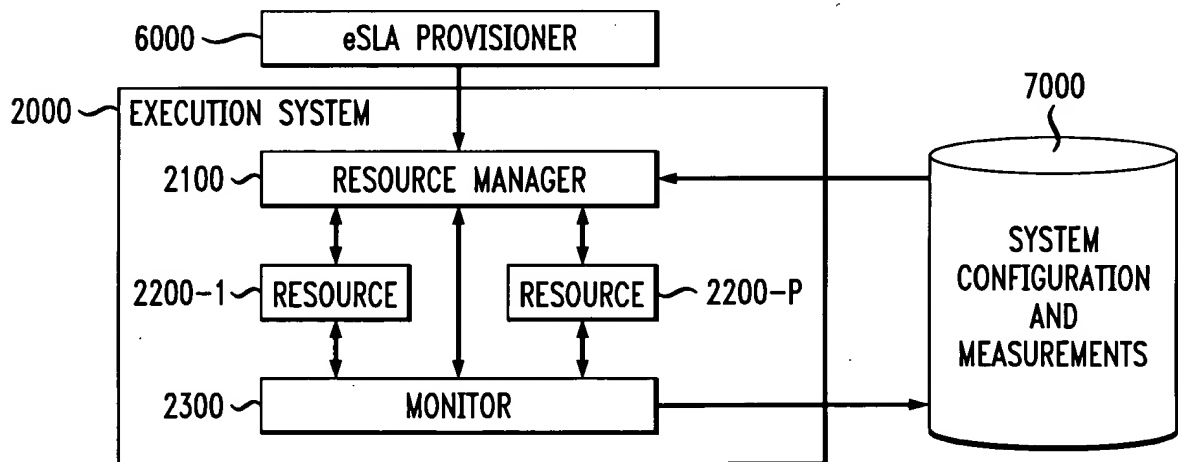 6000 eSLA PROVISIONER
7000
2000 EXECUTION SYSTEM
2100 RESOURCE MANAGER
SYSTEM
CONFIGURATION
AND
MEASUREMENTS
2200-1 RESOURCE RESOURCE 2200-P
2300 MONITOR